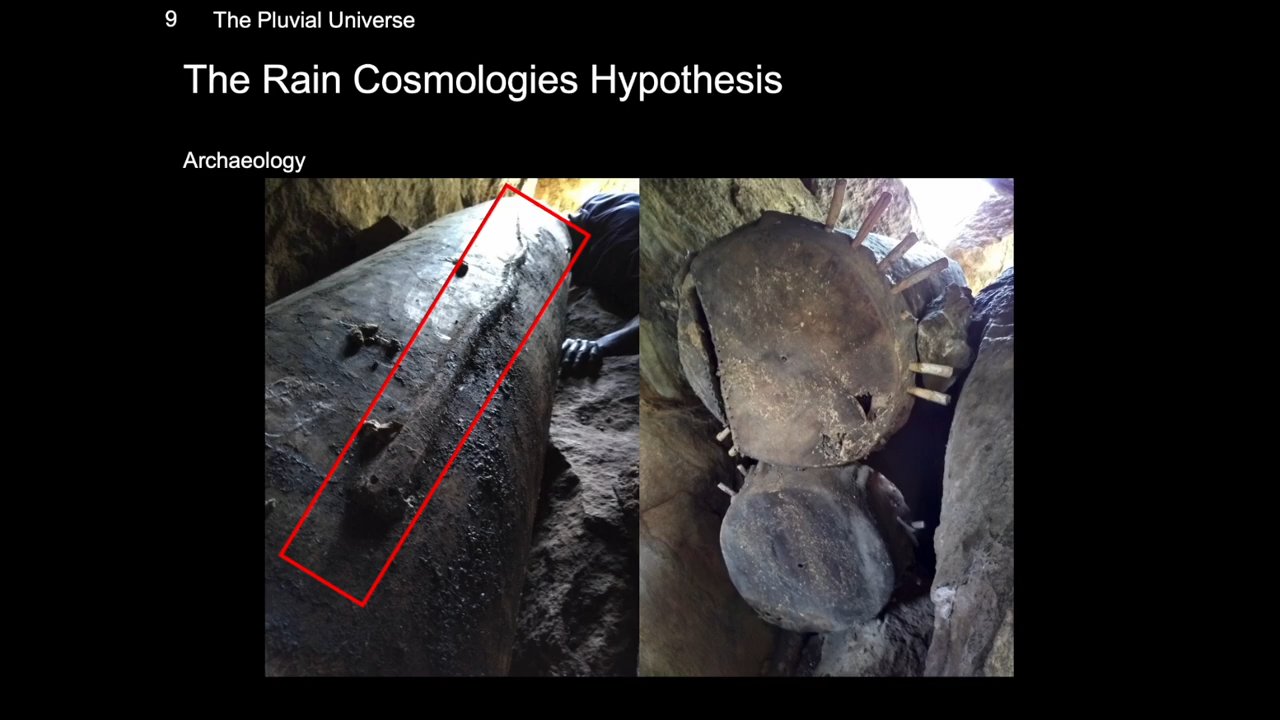 9 The Pluvial Universe
The Rain Cosmologies Hypothesis
Archaeology